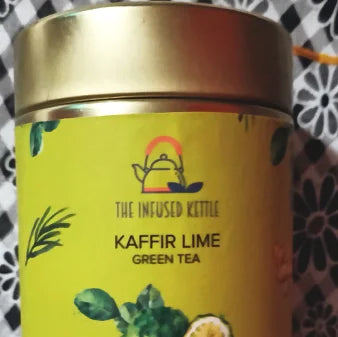 THE INFUSED KETTLE
KAFFIR LIME
GREEN TEA